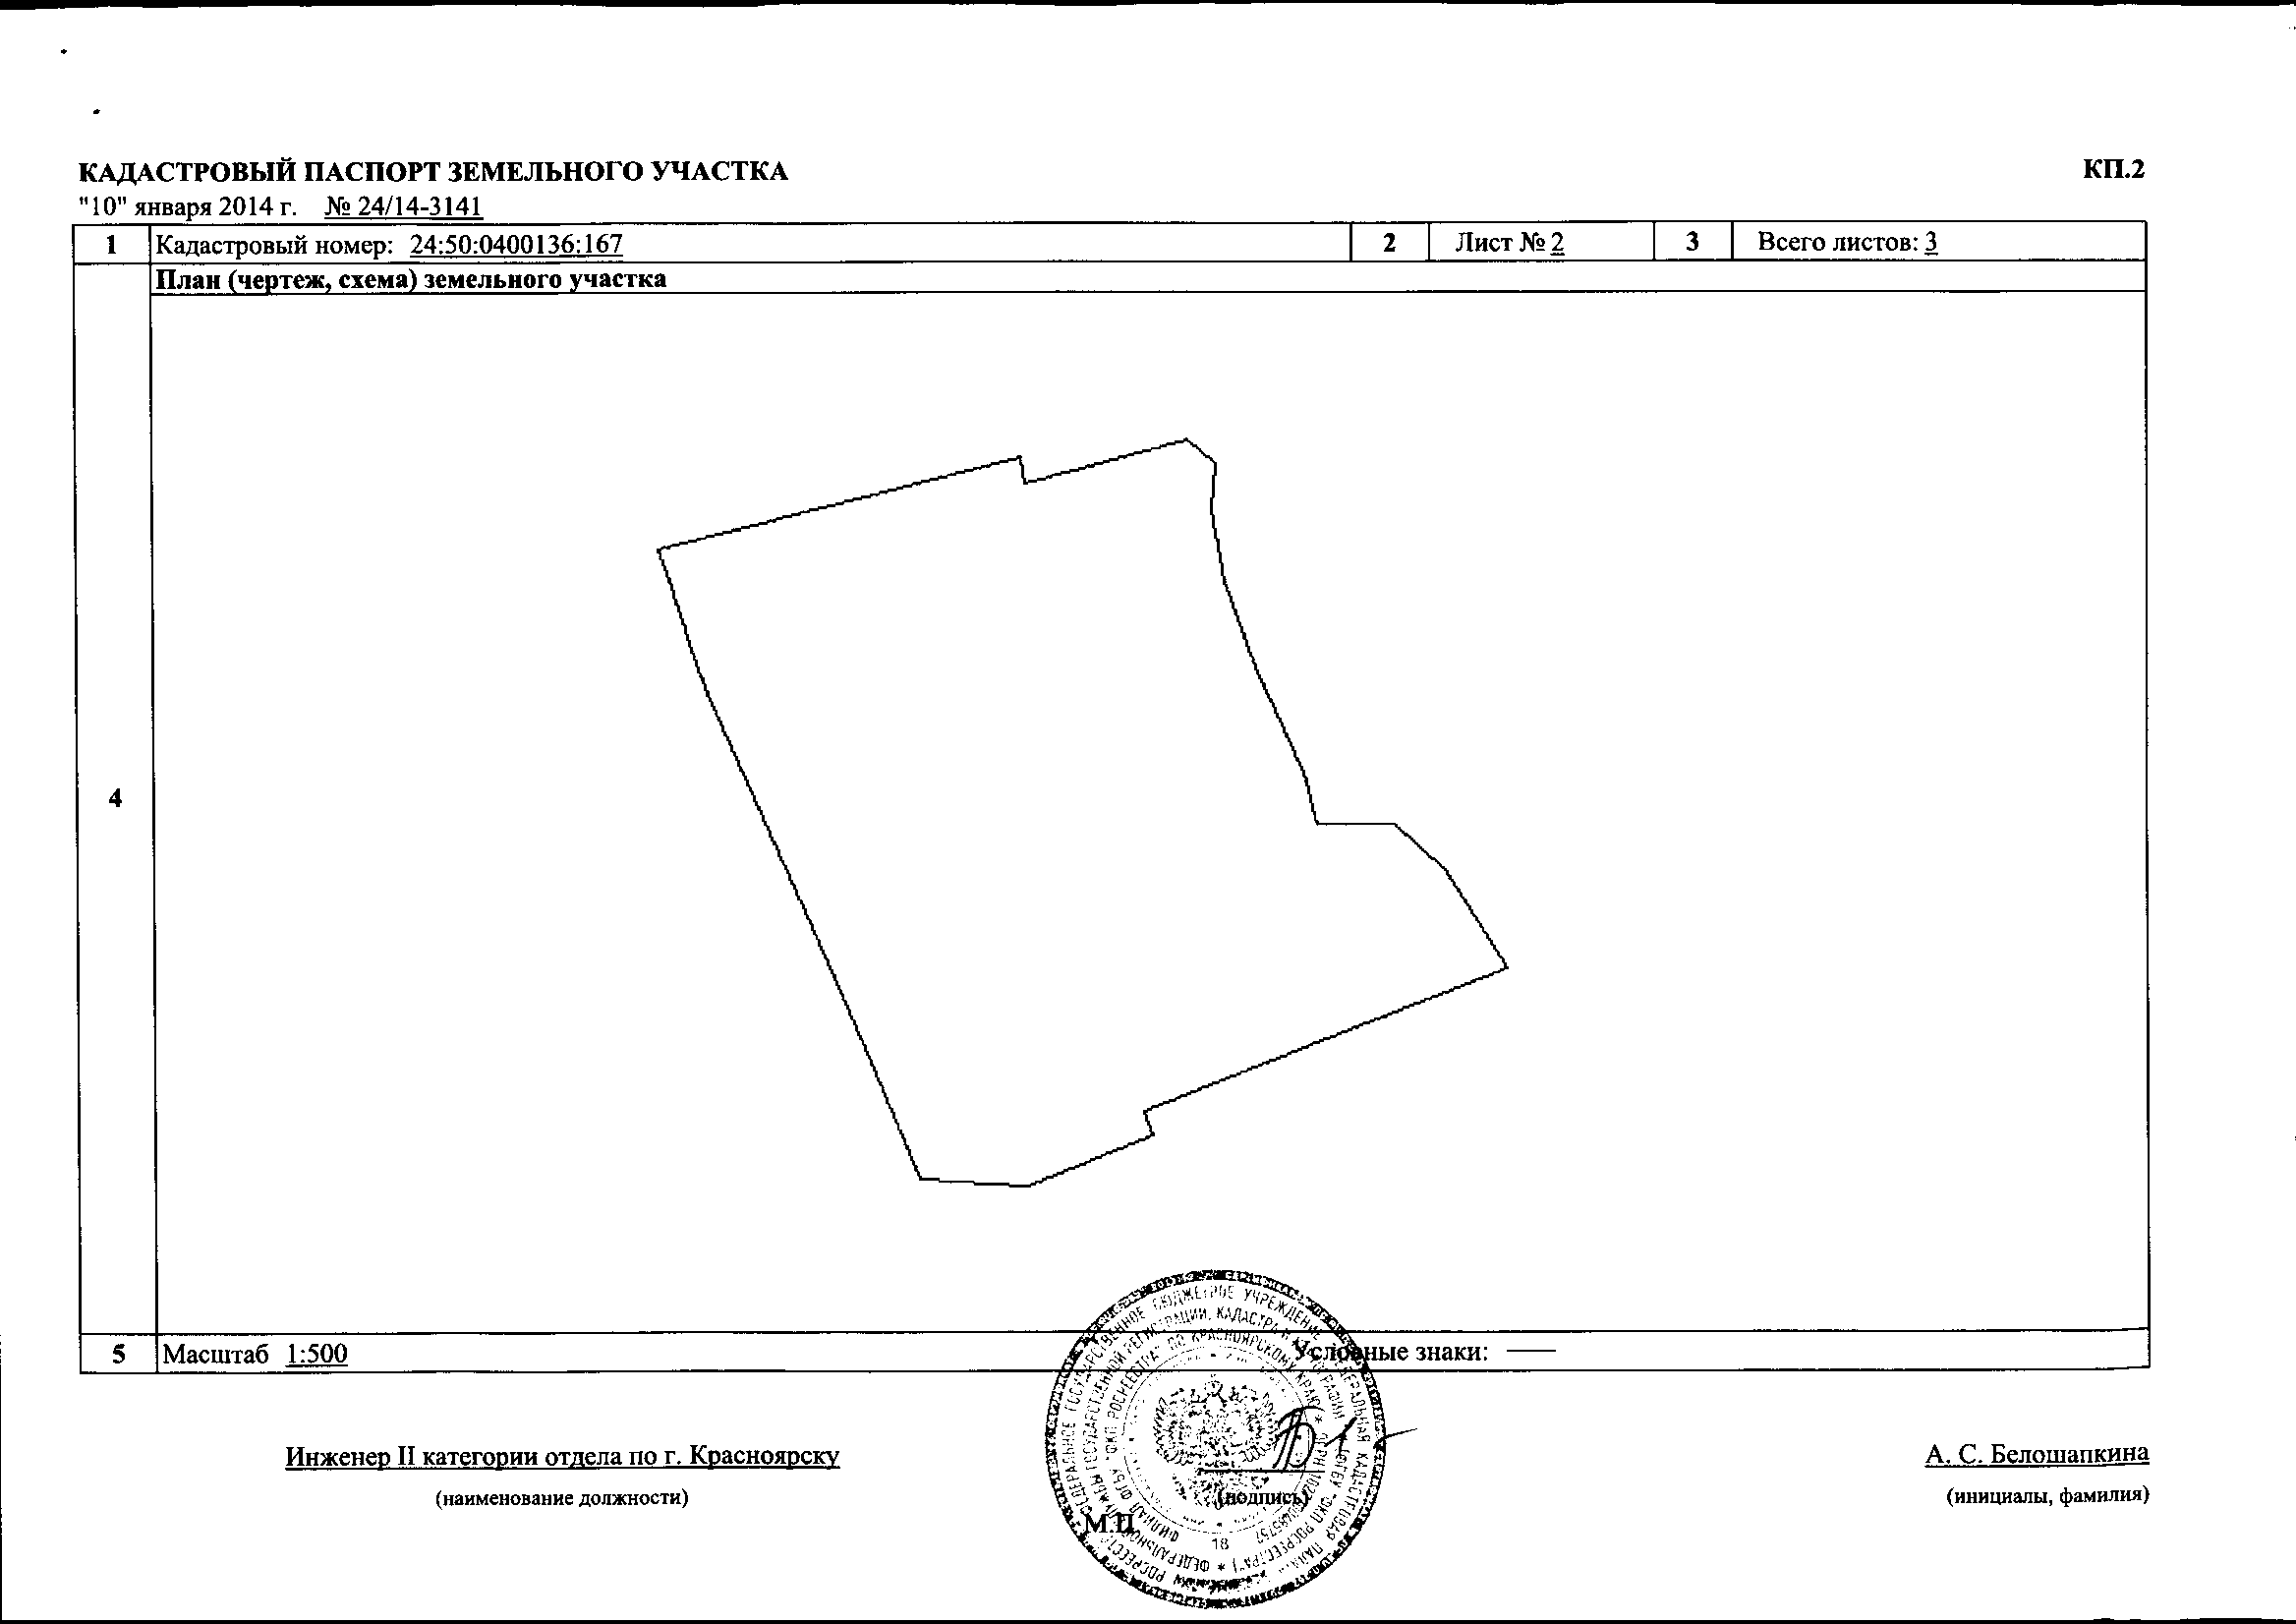 КАДАСТРОВЫЙ ПАСПОРТ ЗЕМЕЛЬНОГО УЧАСТКА
КП.2
"10" января 2014 г. № 24/14-3141
1 Кадастровый номер: 24:50:0400136:167 2 Лист № 2 3 Всего листов: 3
План (чертеж, схема) земельного участка
4
5 Масштаб 1:500 Условные знаки:
Инженер II категории отдела по г. Красноярску
А. С. Белошапкина
(наименование должности)
(подпись)
(инициалы, фамилия)
М.П.
18